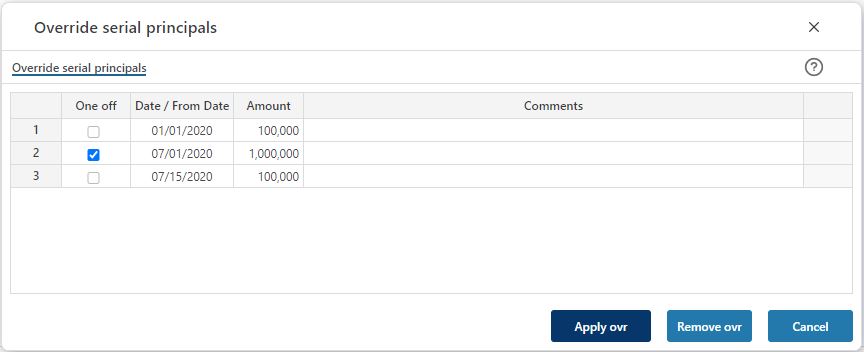 Override serial principals
Override serial principals
One off Date / From Date Amount Comments
1 01/01/2020 100,000
2 07/01/2020 1,000,000
3 07/15/2020 100,000
Apply ovr Remove ovr Cancel